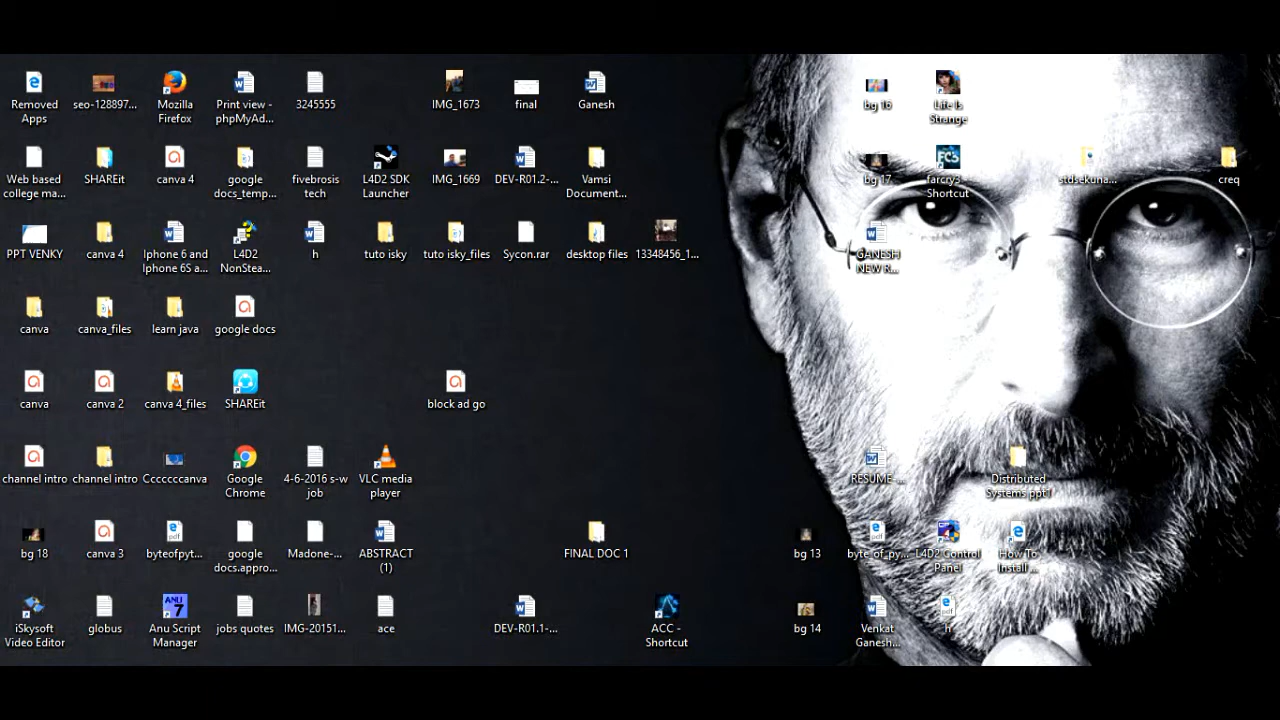 Removed Apps
seo-128897...
Mozilla Firefox
Print view - phpMyAd...
3245555
IMG_1673
final
Ganesh
bg 16
Life Is Strange
Web based college ma...
SHAREit
canva 4
google docs_temp...
fivebrosis tech
L4D2 SDK Launcher
IMG_1669
DEV-R01.2-...
Vamsi Document...
bg 17
farcry3 - Shortcut
stdsekuna...
creq
PPT VENKY
canva 4
Iphone 6S and Iphone 6S a...
L4D2 NonStea...
h
tuto isky
tuto isky_files
Sycon.rar
desktop files
13348456_1...
GANESH NEW R...
canva
canva_files
learn java
google docs
canva
canva 2
canva 4_files
SHAREit
block ad go
channel intro
channel intro
Cccccccanva
Google Chrome
4-6-2016 s-w job
VLC media player
RESUME-...
Distributed Systems ppt1
bg 18
canva 3
byteofpyt...
google docs.appro...
Madone-...
ABSTRACT (1)
FINAL DOC 1
bg 13
byte_of_py...
L4D2 Control Panel
How To Install ...
iSkysoft Video Editor
globus
Anu Script Manager
jobs quotes
IMG-20151...
ace
DEV-R01.1-...
ACC - Shortcut
bg 14
Venkat Ganesh...
h